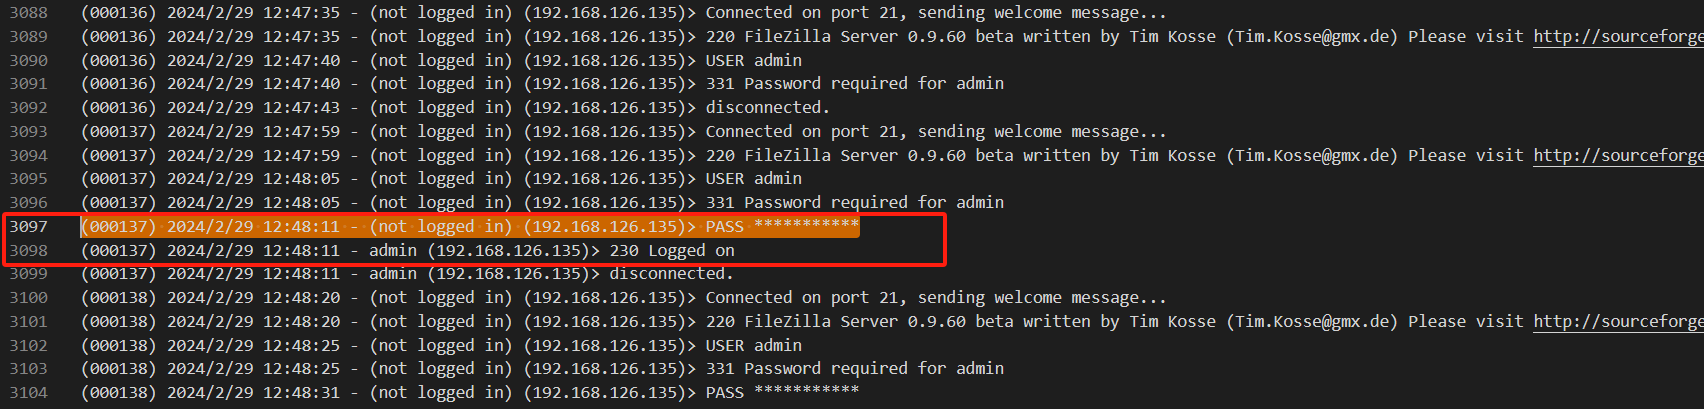 3088 (000136) 2024/2/29 12:47:35 - (not logged in) (192.168.126.135)> Connected on port 21, sending welcome message...
3089 (000136) 2024/2/29 12:47:35 - (not logged in) (192.168.126.135)> 220 FileZilla Server 0.9.60 beta written by Tim Kosse (Tim.Kosse@gmx.de) Please visit http://sourceforge
3090 (000136) 2024/2/29 12:47:40 - (not logged in) (192.168.126.135)> USER admin
3091 (000136) 2024/2/29 12:47:40 - (not logged in) (192.168.126.135)> 331 Password required for admin
3092 (000136) 2024/2/29 12:47:43 - (not logged in) (192.168.126.135)> disconnected.
3093 (000137) 2024/2/29 12:47:59 - (not logged in) (192.168.126.135)> Connected on port 21, sending welcome message...
3094 (000137) 2024/2/29 12:47:59 - (not logged in) (192.168.126.135)> 220 FileZilla Server 0.9.60 beta written by Tim Kosse (Tim.Kosse@gmx.de) Please visit http://sourceforge
3095 (000137) 2024/2/29 12:48:05 - (not logged in) (192.168.126.135)> USER admin
3096 (000137) 2024/2/29 12:48:05 - (not logged in) (192.168.126.135)> 331 Password required for admin
3097 (000137) 2024/2/29 12:48:11 - (not logged in) (192.168.126.135)> PASS ***********
3098 (000137) 2024/2/29 12:48:11 - admin (192.168.126.135)> 230 Logged on
3099 (000137) 2024/2/29 12:48:11 - admin (192.168.126.135)> disconnected.
3100 (000138) 2024/2/29 12:48:20 - (not logged in) (192.168.126.135)> Connected on port 21, sending welcome message...
3101 (000138) 2024/2/29 12:48:20 - (not logged in) (192.168.126.135)> 220 FileZilla Server 0.9.60 beta written by Tim Kosse (Tim.Kosse@gmx.de) Please visit http://sourceforge
3102 (000138) 2024/2/29 12:48:25 - (not logged in) (192.168.126.135)> USER admin
3103 (000138) 2024/2/29 12:48:25 - (not logged in) (192.168.126.135)> 331 Password required for admin
3104 (000138) 2024/2/29 12:48:31 - (not logged in) (192.168.126.135)> PASS ***********